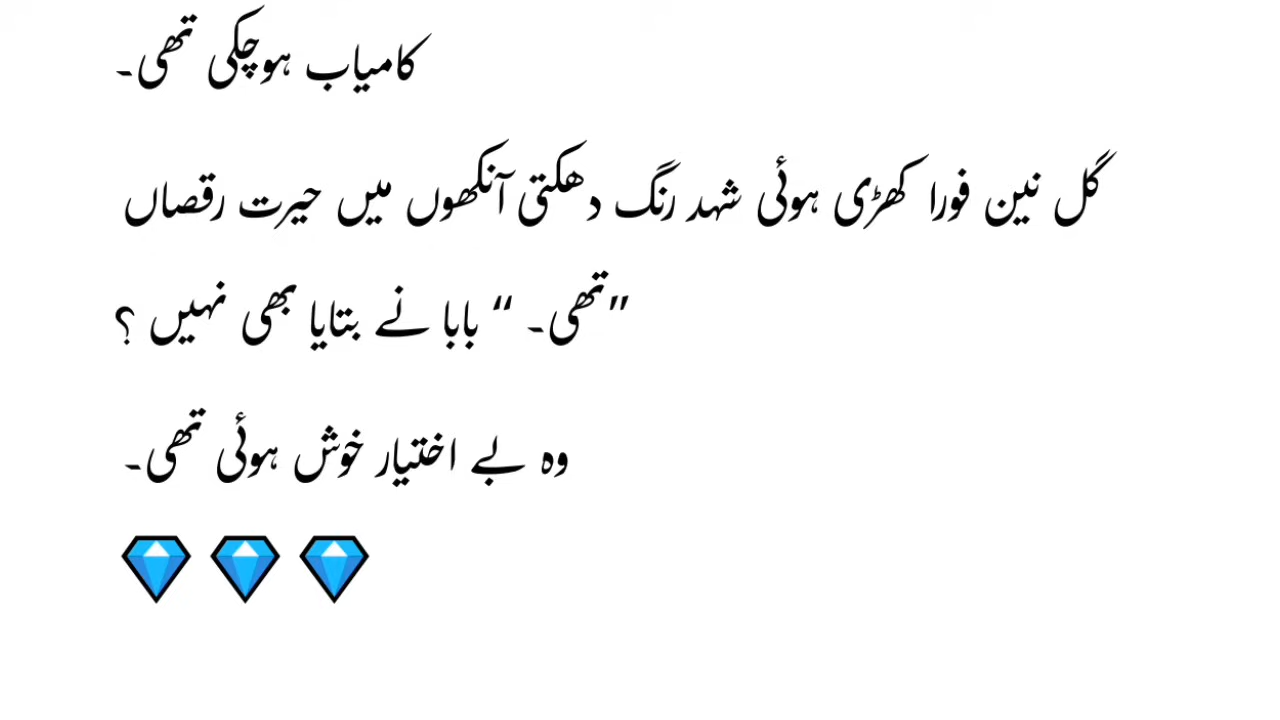 کامیاب ہوچکی تھی۔
گل نین فورا کھڑی ہوئی شہد رنگ دھکتی آنکھوں میں حیرت رقصاں
”تھی۔ “ بابا نے بتایا بھی نہیں ؟
وہ بے اختیار خوش ہوئی تھی۔
💎 💎 💎